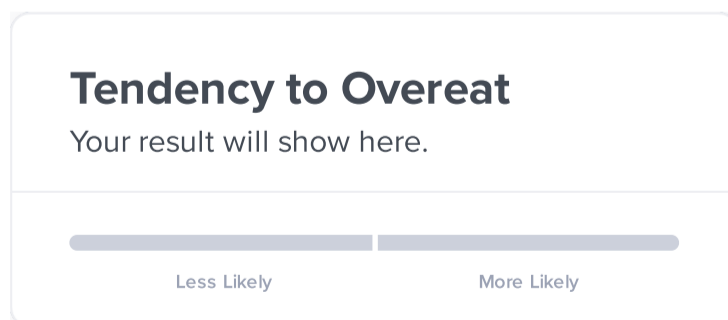 Tendency to Overeat
Your result will show here.
Less Likely
More Likely